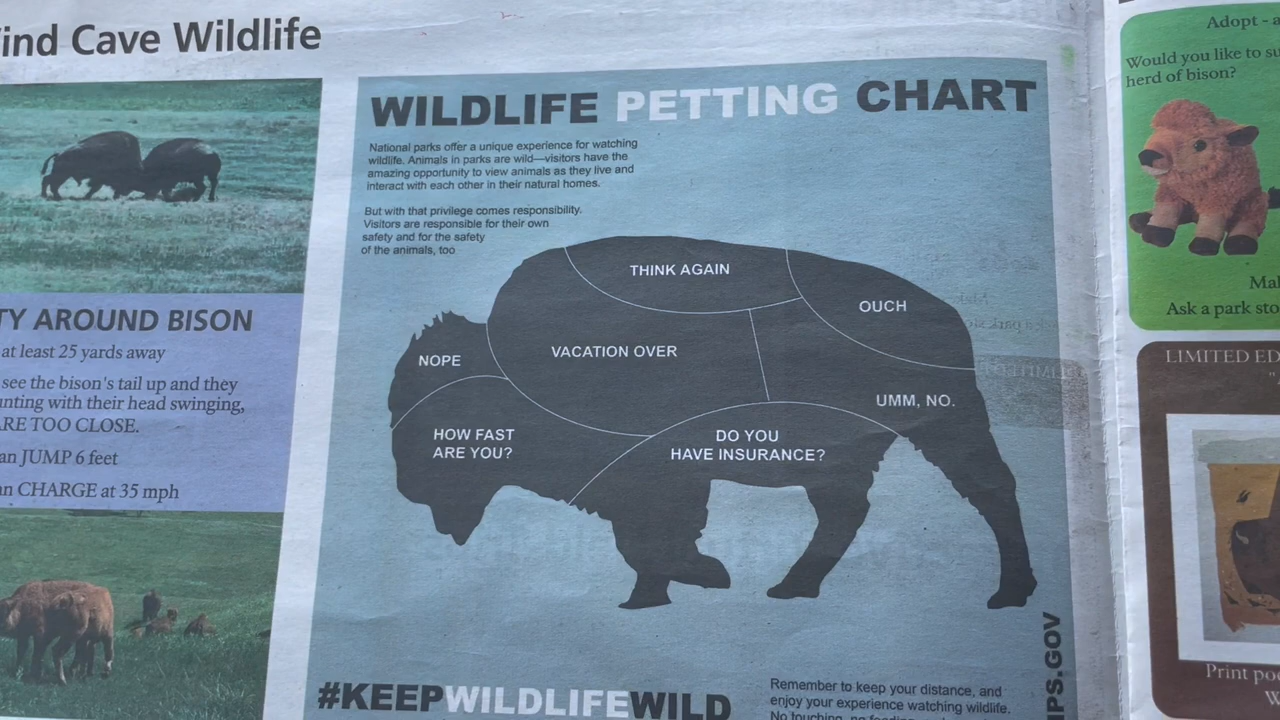 ind Cave Wildlife
TY AROUND BISON
at least 25 yards away
see the bison's tail up and they
nting with their head swinging,
RE TOO CLOSE.
an JUMP 6 feet
an CHARGE at 35 mph
WILDLIFE PETTING CHART
National parks offer a unique experience for watching
wildlife. Animals in parks are wild—visitors have the
amazing opportunity to view animals as they live and
interact with each other in their natural homes.
But with that privilege comes responsibility.
Visitors are responsible for their own
safety and for the safety
of the animals, too
THINK AGAIN
OUCH
NOPE
VACATION OVER
UMM, NO.
HOW FAST
ARE YOU?
DO YOU
HAVE INSURANCE?
#KEEPWILDLIFEWILD
Remember to keep your distance, and
enjoy your experience watching wildlife.
No touching, no feeding
NPS.GOV
Adopt - a
Would you like to su
herd of bison?
Mal
Ask a park sto
LIMITED ED
Print po
W